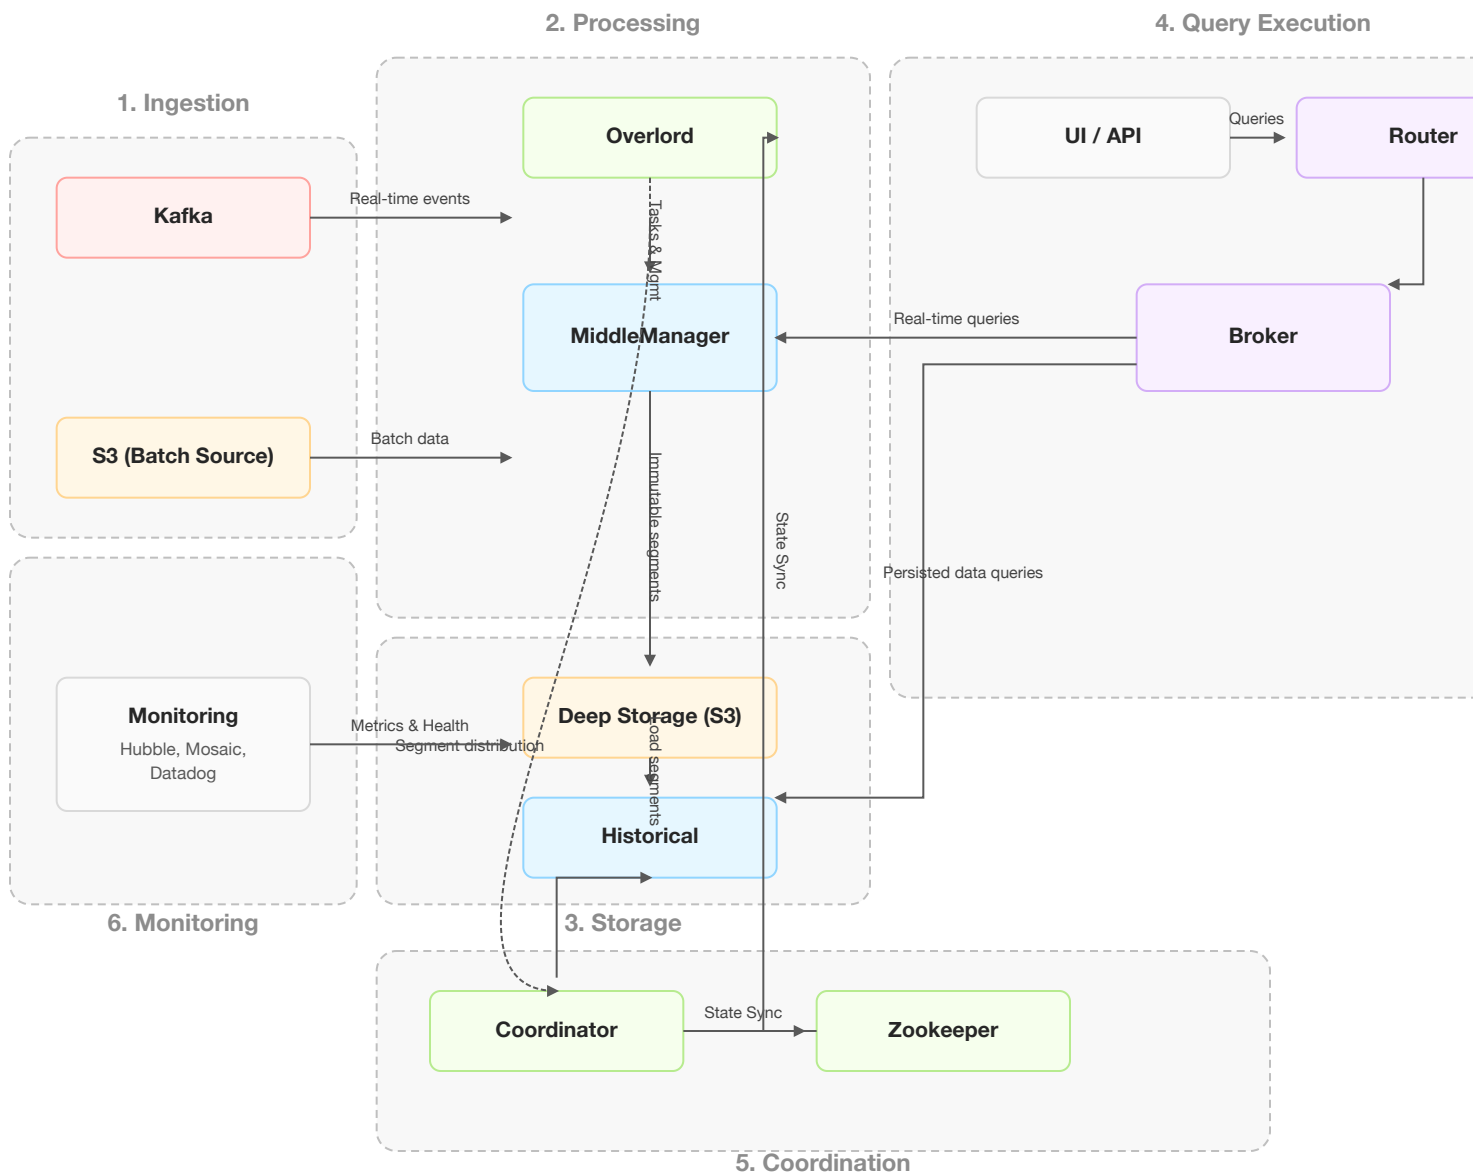 2. Processing
4. Query Execution
1. Ingestion
Overlord
UI / API
Queries
Router
Kafka
Real-time events
Tasks & Mgmt
MiddleManager
Real-time queries
Broker
S3 (Batch Source)
Batch data
Immutable segments
State Sync
Persisted data queries
Monitoring
Hubble, Mosaic,
Datadog
Metrics & Health
Segment distribution
Deep Storage (S3)
Load segments
Historical
6. Monitoring
3. Storage
Coordinator
State Sync
Zookeeper
5. Coordination